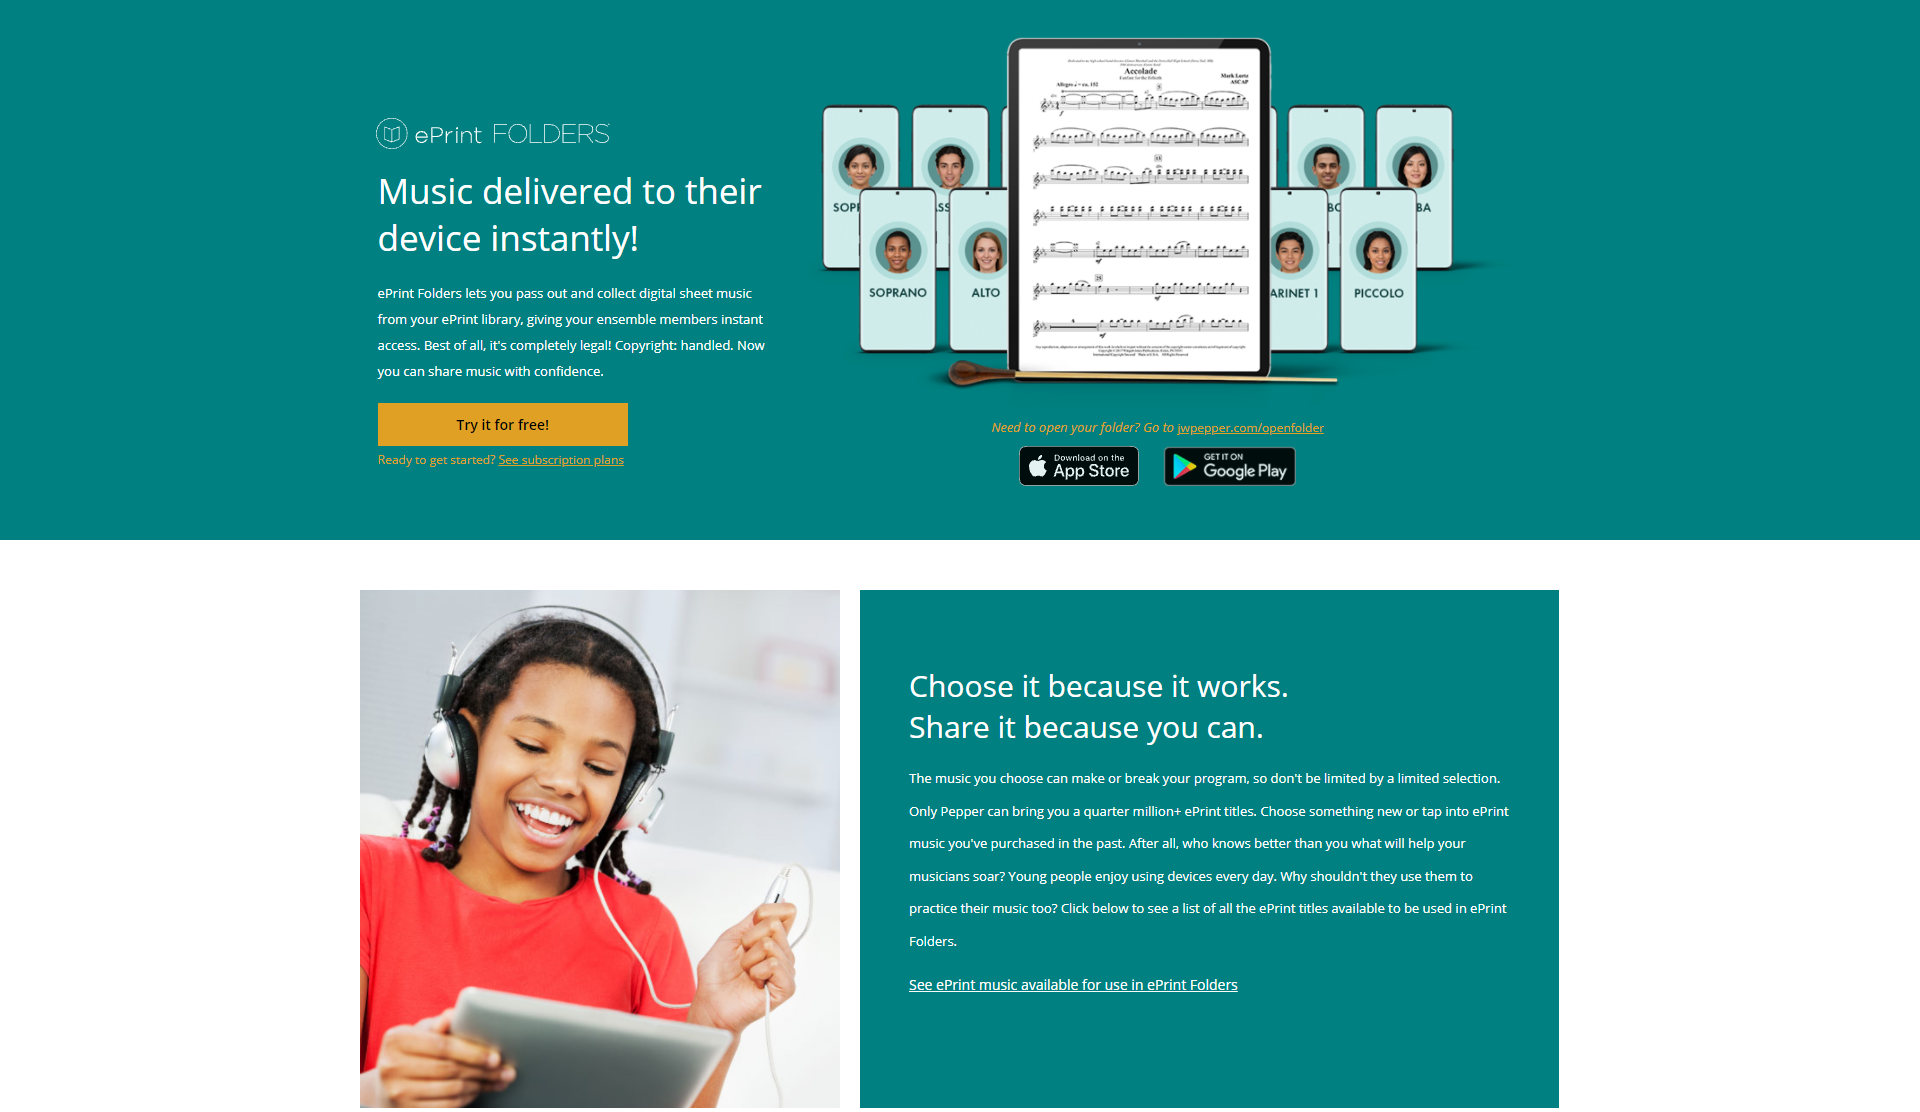 ePrint FOLDERS
Music delivered to their
device instantly!
ePrint Folders lets you pass out and collect digital sheet music
from your ePrint library, giving your ensemble members instant
access. Best of all, it's completely legal! Copyright: handled. Now
you can share music with confidence.
Try it for free!
Ready to get started? See subscription plans
Accolade
Mark Lortz
ASCAP
Allegro ♩ = ca. 152
SOPRANO
ALTO
ARINET 1
PICCOLO
Need to open your folder? Go to jwpepper.com/openfolder
Download on the
App Store
GET IT ON
Google Play
Choose it because it works.
Share it because you can.
The music you choose can make or break your program, so don't be limited by a limited selection.
Only Pepper can bring you a quarter million+ ePrint titles. Choose something new or tap into ePrint
music you've purchased in the past. After all, who knows better than you what will help your
musicians soar? Young people enjoy using devices every day. Why shouldn't they use them to
practice their music too? Click below to see a list of all the ePrint titles available to be used in ePrint
Folders.
See ePrint music available for use in ePrint Folders